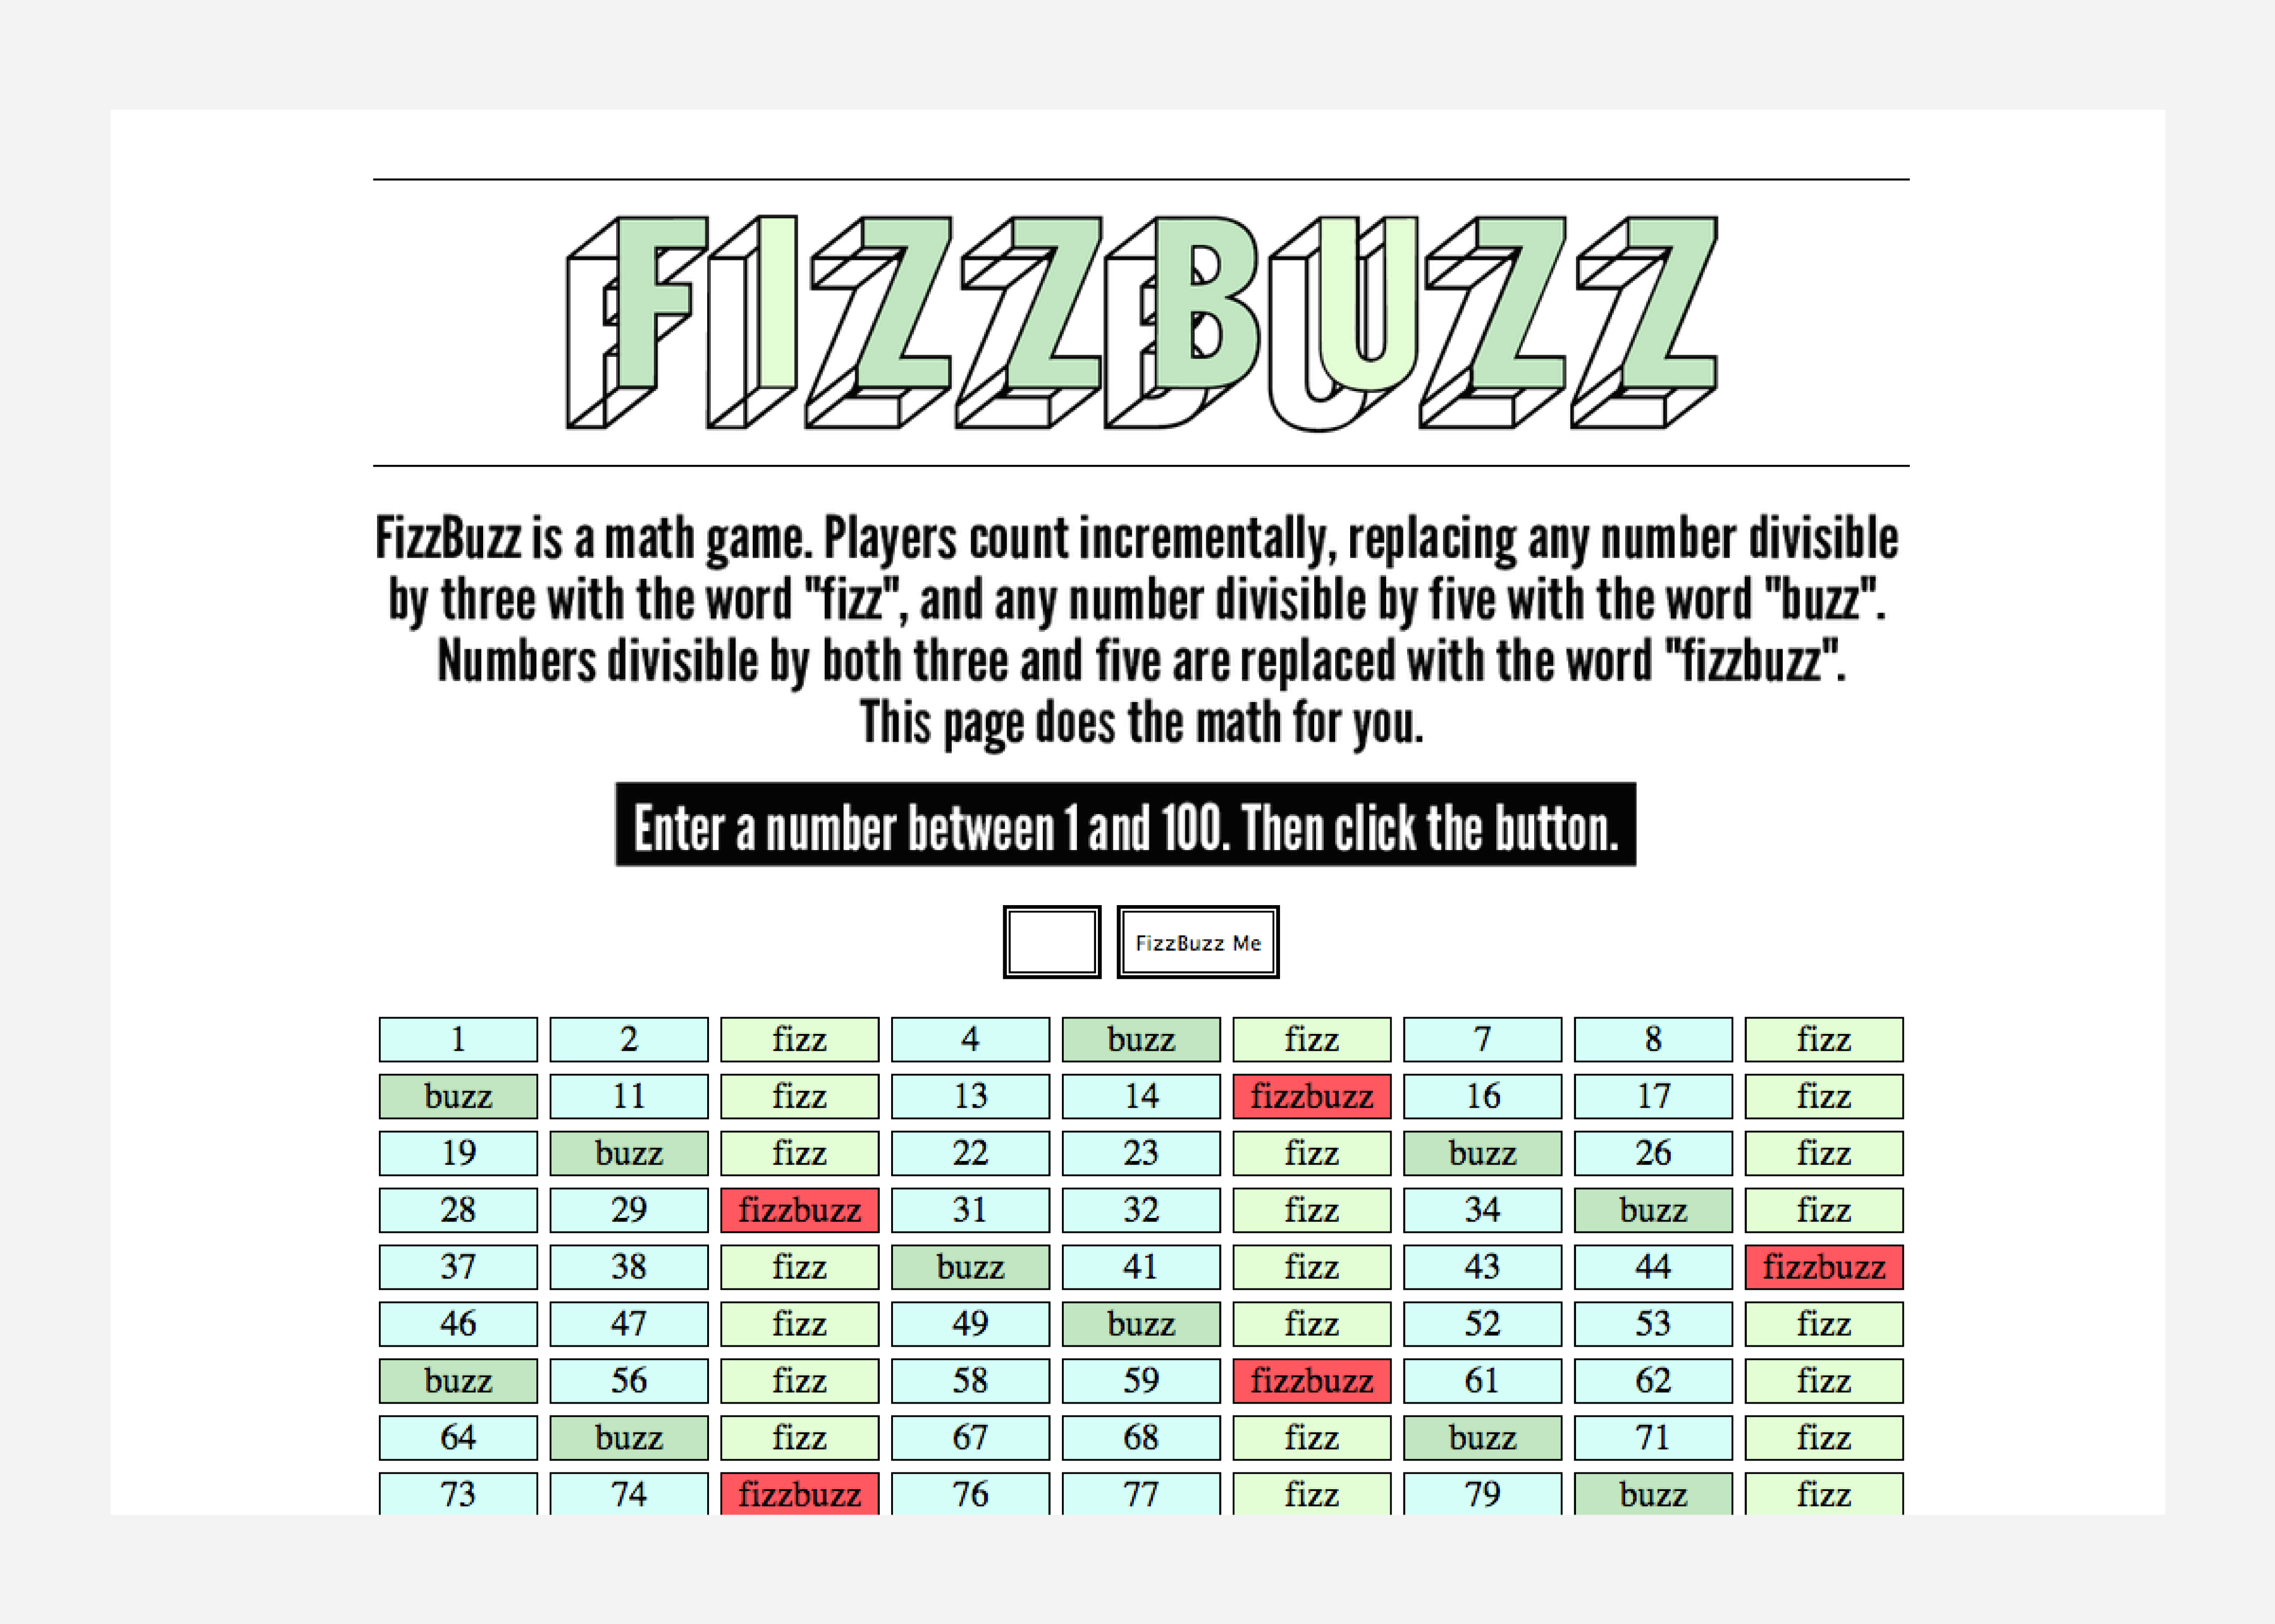 FIZZBUZZ
FizzBuzz is a math game. Players count incrementally, replacing any number divisible
by three with the word "fizz", and any number divisible by five with the word "buzz".
Numbers divisible by both three and five are replaced with the word "fizzbuzz".
This page does the math for you.
Enter a number between 1 and 100. Then click the button.
FizzBuzz Me
1 2 fizz 4 buzz fizz 7 8 fizz
buzz 11 fizz 13 14 fizzbuzz 16 17 fizz
19 buzz fizz 22 23 fizz buzz 26 fizz
28 29 fizzbuzz 31 32 fizz 34 buzz fizz
37 38 fizz buzz 41 fizz 43 44 fizzbuzz
46 47 fizz 49 buzz fizz 52 53 fizz
buzz 56 fizz 58 59 fizzbuzz 61 62 fizz
64 buzz fizz 67 68 fizz buzz 71 fizz
73 74 fizzbuzz 76 77 fizz 79 buzz fizz